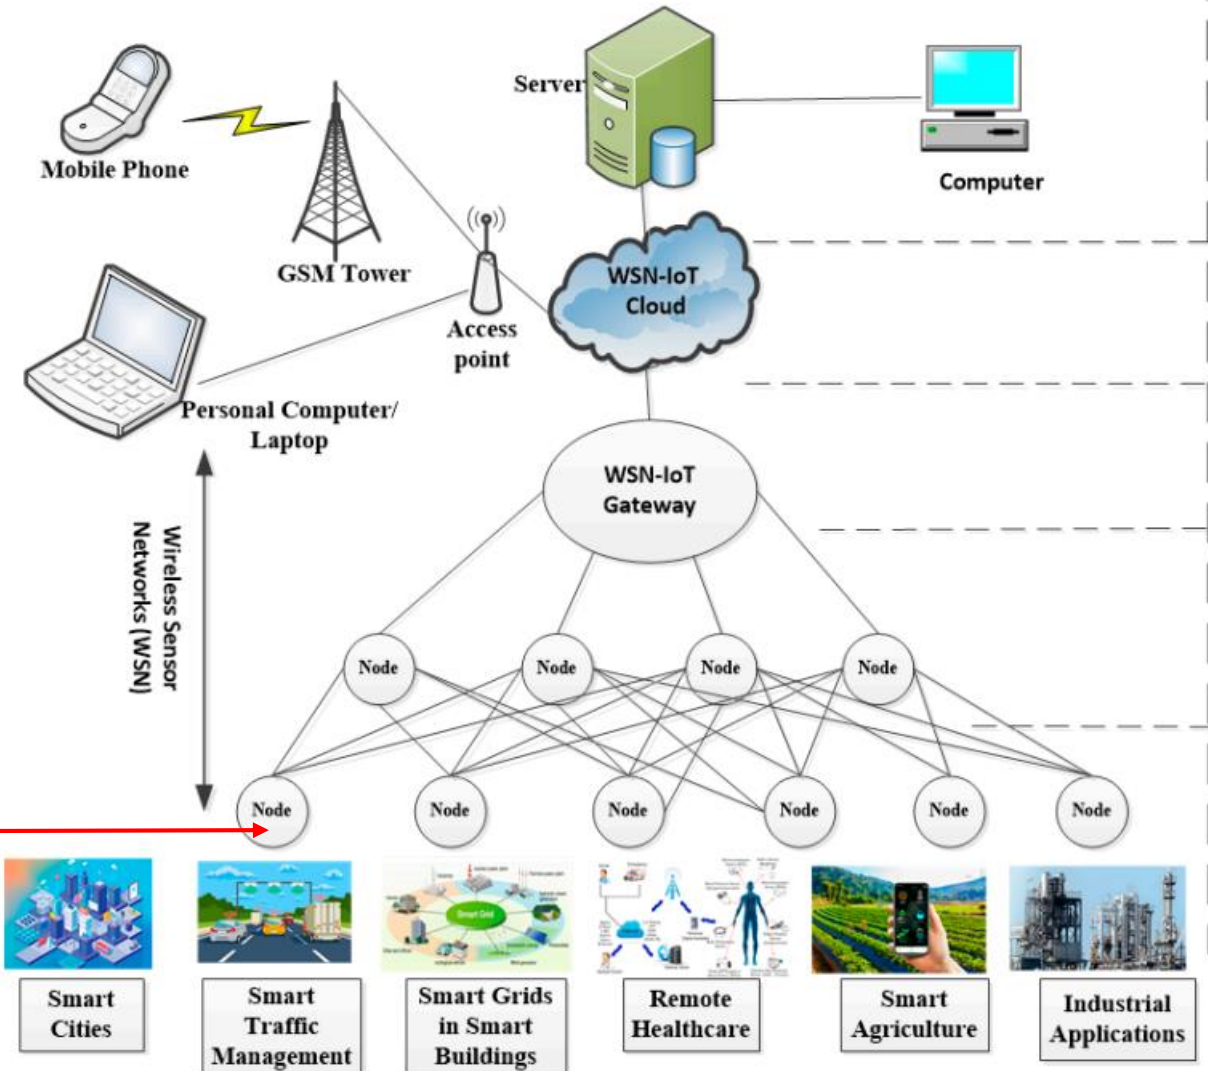 Server
Mobile Phone
Computer
GSM Tower
WSN-IoT
Cloud
Access
point
Personal Computer/
Laptop
WSN-IoT
Gateway
Wireless Sensor
Networks (WSN)
Node
Node
Node
Node
Node
Node
Node
Node
Node
Node
Smart Grid
Smart
Cities
Smart
Traffic
Management
Smart Grids
in Smart
Buildings
Remote
Healthcare
Smart
Agriculture
Industrial
Applications